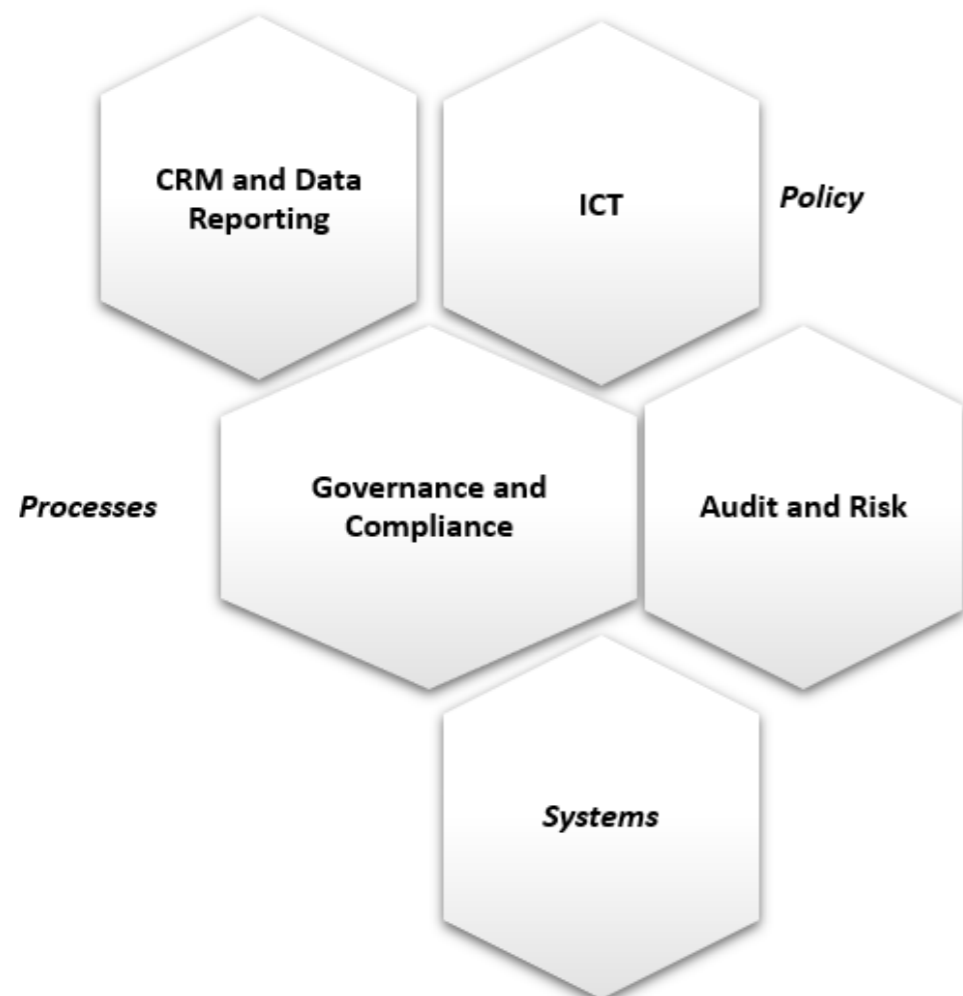 CRM and Data
Reporting
ICT
Policy
Processes
Governance and
Compliance
Audit and Risk
Systems